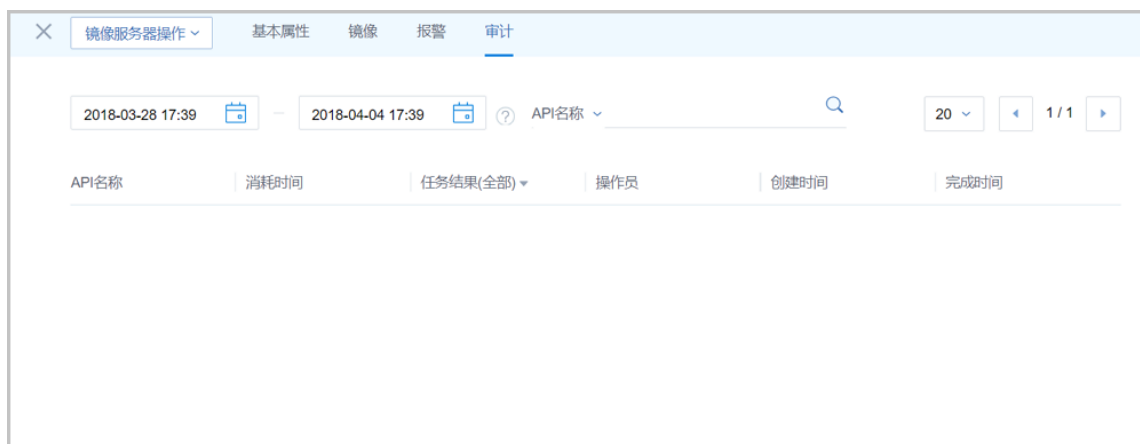 镜像服务器操作 基本属性 镜像 报警 审计
2018-03-28 17:39 – 2018-04-04 17:39 ? API名称 20 1 / 1
API名称 消耗时间 任务结果(全部) 操作员 创建时间 完成时间